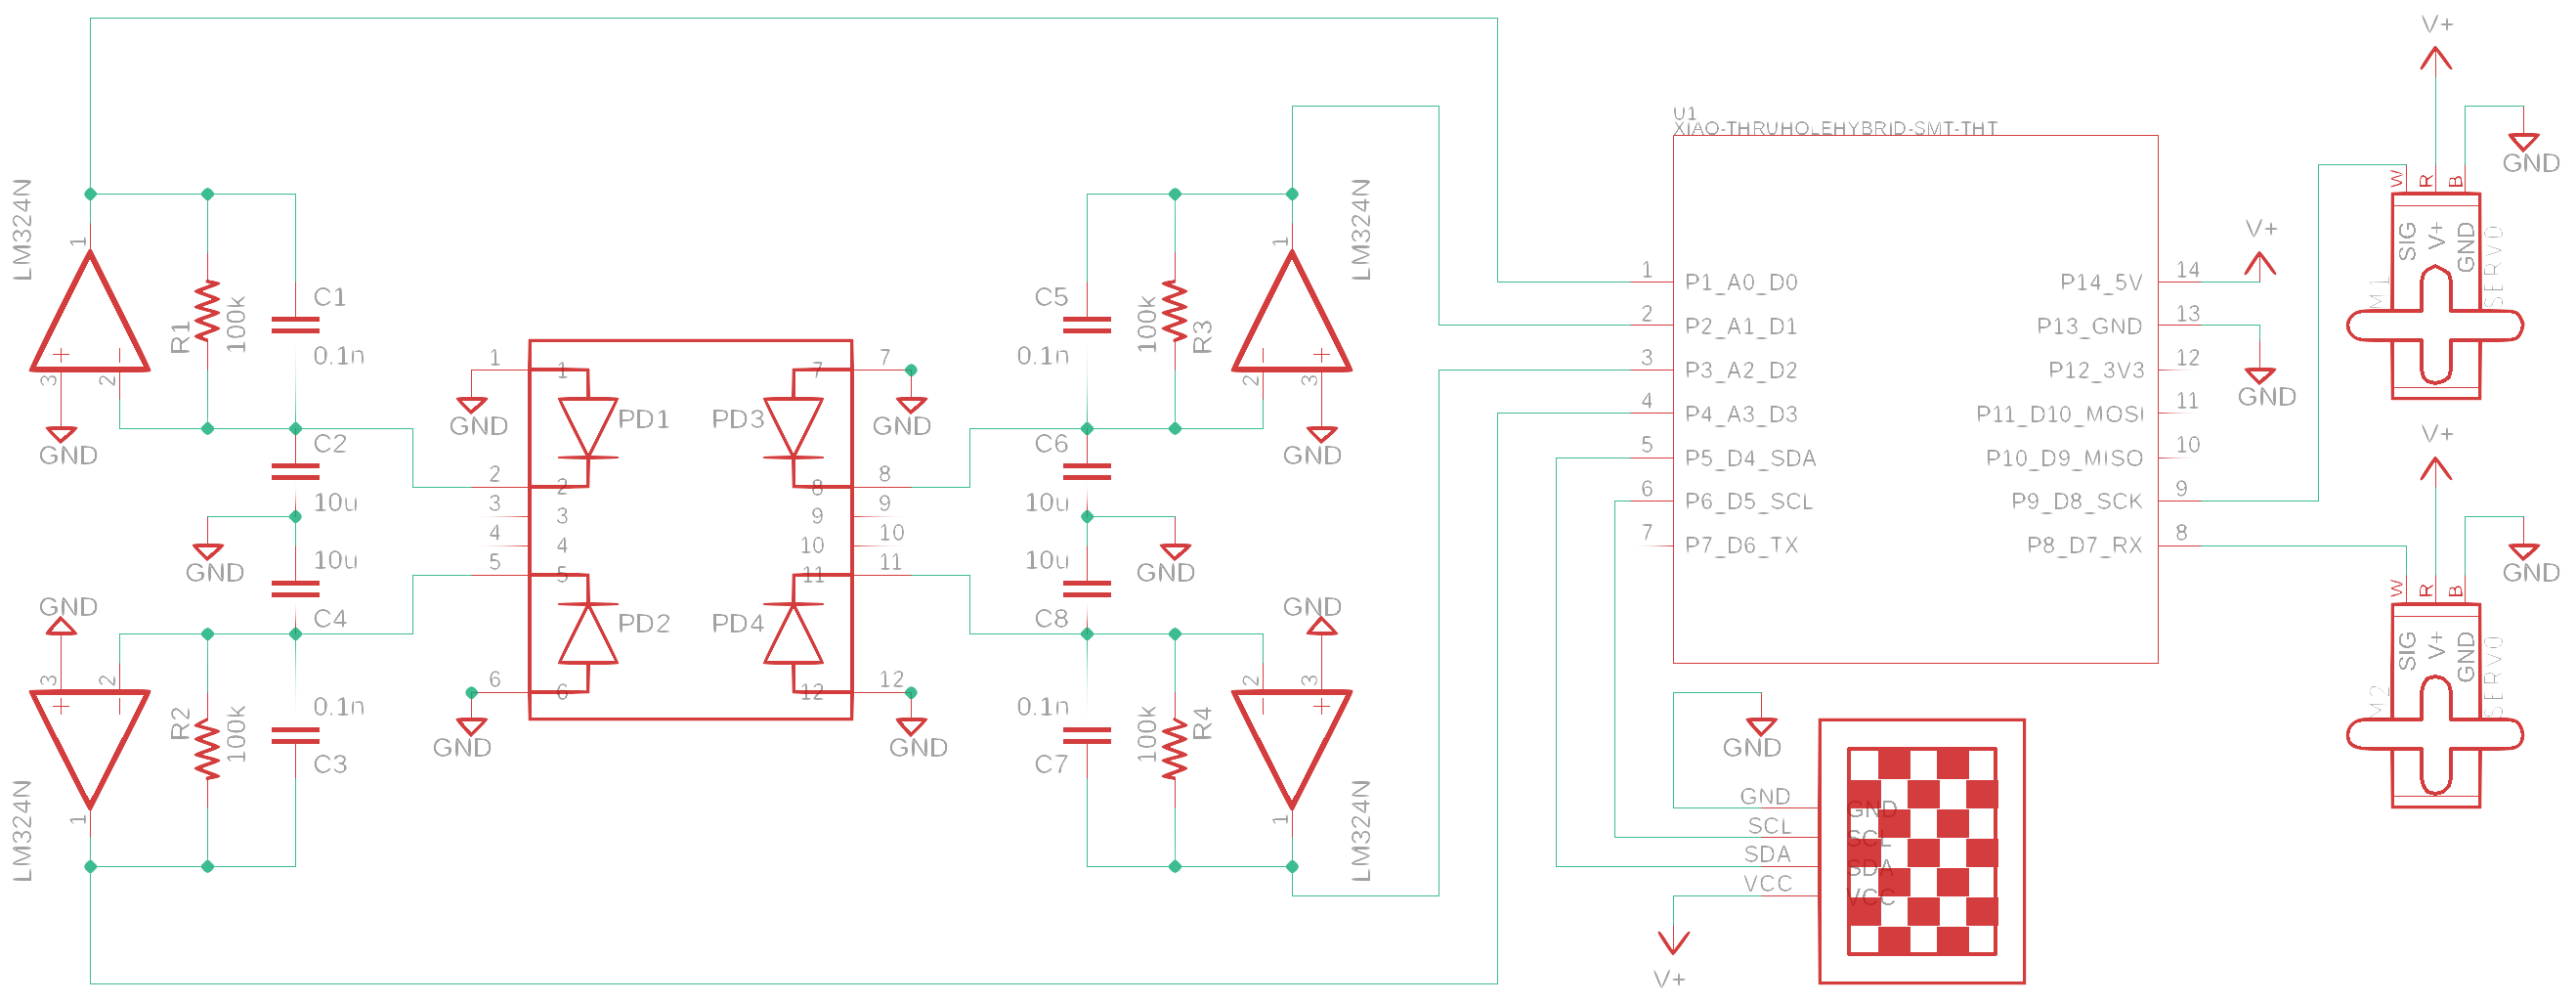 LM324N
1
+
-
3
2
GND
R1
100k
C1
0.1n
C2
10u
GND
10u
C4
GND
3
2
+
-
1
LM324N
R2
100k
0.1n
C3
1
1
GND
PD1
2
2
3
3
4
4
5
5
PD2
6
6
GND
7
7
GND
PD3
8
8
9
9
10
10
11
11
PD4
12
12
GND
C5
0.1n
100k
R3
1
-
+
2
3
LM324N
GND
C6
10u
GND
10u
C8
GND
2
3
-
+
1
LM324N
0.1n
C7
100k
R4
U1
XIAO-THRUHOLEHYBRID-SMT-THT
1 P1_A0_D0
2 P2_A1_D1
3 P3_A2_D2
4 P4_A3_D3
5 P5_D4_SDA
6 P6_D5_SCL
7 P7_D6_TX
P14_5V 14
P13_GND 13
P12_3V3 12
P11_D10_MOSI 11
P10_D9_MISO 10
P9_D8_SCK 9
P8_D7_RX 8
V+
GND
GND
GND GND
SCL SCL
SDA SDA
VCC VCC
V+
V+
GND
W R B
SIG V+ GND
M1
SERVO
V+
GND
W R B
SIG V+ GND
M2
SERVO